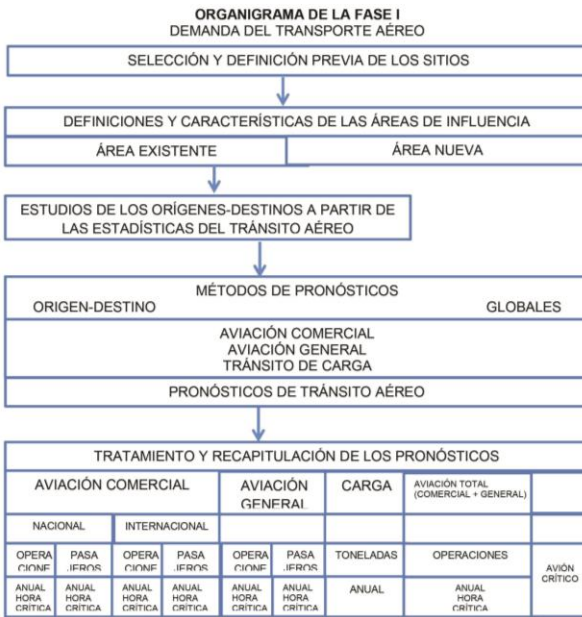 ORGANIGRAMA DE LA FASE I
DEMANDA DEL TRANSPORTE AÉREO
SELECCIÓN Y DEFINICIÓN PREVIA DE LOS SITIOS
DEFINICIONES Y CARACTERÍSTICAS DE LAS ÁREAS DE INFLUENCIA
ÁREA EXISTENTE ÁREA NUEVA
ESTUDIOS DE LOS ORÍGENES-DESTINOS A PARTIR DE
LAS ESTADÍSTICAS DEL TRÁNSITO AÉREO
MÉTODOS DE PRONÓSTICOS
ORIGEN-DESTINO GLOBALES
AVIACIÓN COMERCIAL
AVIACIÓN GENERAL
TRÁNSITO DE CARGA
PRONÓSTICOS DE TRÁNSITO AÉREO
TRATAMIENTO Y RECAPITULACIÓN DE LOS PRONÓSTICOS
AVIACIÓN COMERCIAL
AVIACIÓN
GENERAL
CARGA
AVIACIÓN TOTAL
(COMERCIAL + GENERAL)
NACIONAL INTERNACIONAL
OPERA
CIONE
PASA
JEROS
OPERA
CIONE
PASA
JEROS
OPERA
CIONE
PASA
JEROS
TONELADAS
OPERACIONES
AVIÓN
CRÍTICO
ANUAL
HORA
CRÍTICA
ANUAL
HORA
CRÍTICA
ANUAL
HORA
CRÍTICA
ANUAL
HORA
CRÍTICA
ANUAL
HORA
CRÍTICA
ANUAL
HORA
CRÍTICA
ANUAL
ANUAL
HORA
CRÍTICA